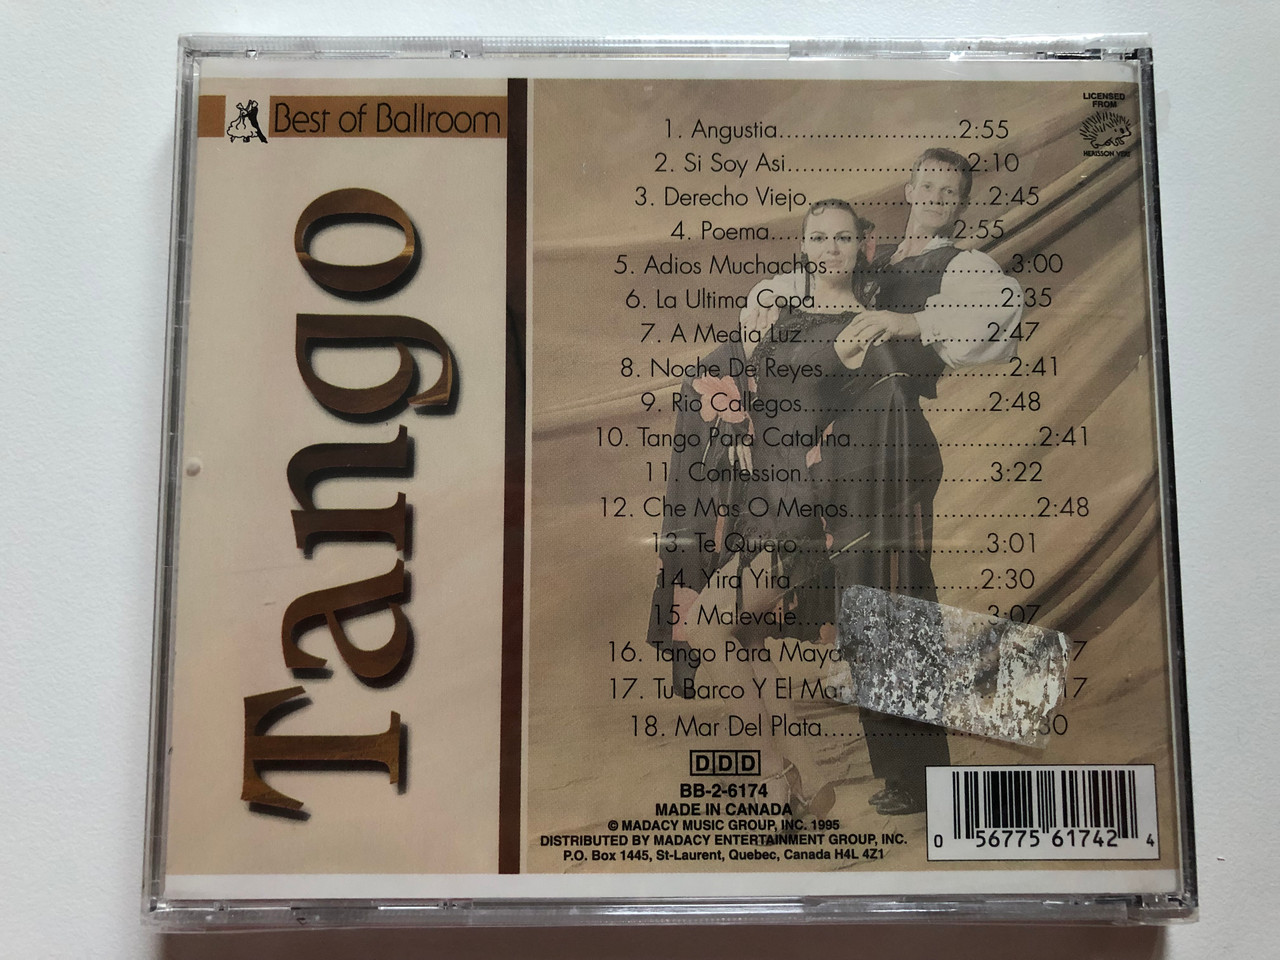 Best of Ballroom
Tango
LICENSED
FROM
HERISSON VERT
1. Angustia........................2:55
2. Si Soy Asi........................2:10
3. Derecho Viejo........................2:45
4. Poema........................2:55
5. Adios Muchachos........................3:00
6. La Ultima Copa........................2:35
7. A Media Luz........................2:47
8. Noche De Reyes........................2:41
9. Rio Callegos........................2:48
10. Tango Para Catalina........................2:41
11. Confession........................3:22
12. Che Mas O Menos........................2:48
13. Te Quiero........................3:01
14. Yira Yira........................2:30
15. Malevaje........................3:07
16. Tango Para Maya
17. Tu Barco Y El Mar
18. Mar Del Plata........................
DDD
BB-2-6174
MADE IN CANADA
© MADACY MUSIC GROUP, INC. 1995
DISTRIBUTED BY MADACY ENTERTAINMENT GROUP, INC.
P.O. Box 1445, St-Laurent, Quebec, Canada H4L 4Z1
0 56775 61742 4